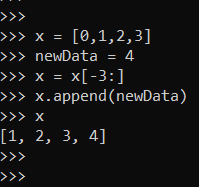 >>>
>>> x = [0,1,2,3]
>>> newData = 4
>>> x = x[-3:]
>>> x.append(newData)
>>> x
[1, 2, 3, 4]
>>>
>>>